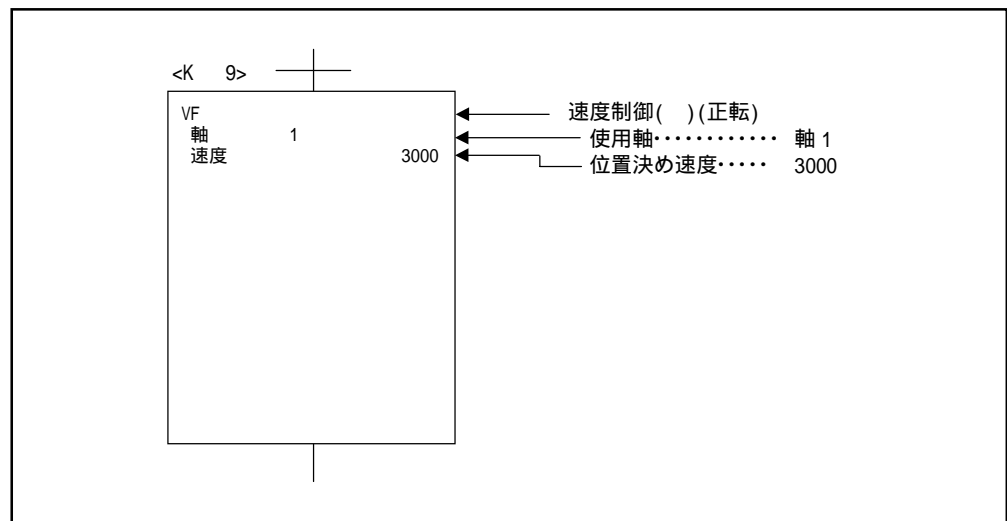 <K 9>
VF
軸 1
速度 3000
速度制御( )(正転)
使用軸‥‥‥‥‥‥ 軸 1
位置決め速度‥‥‥ 3000